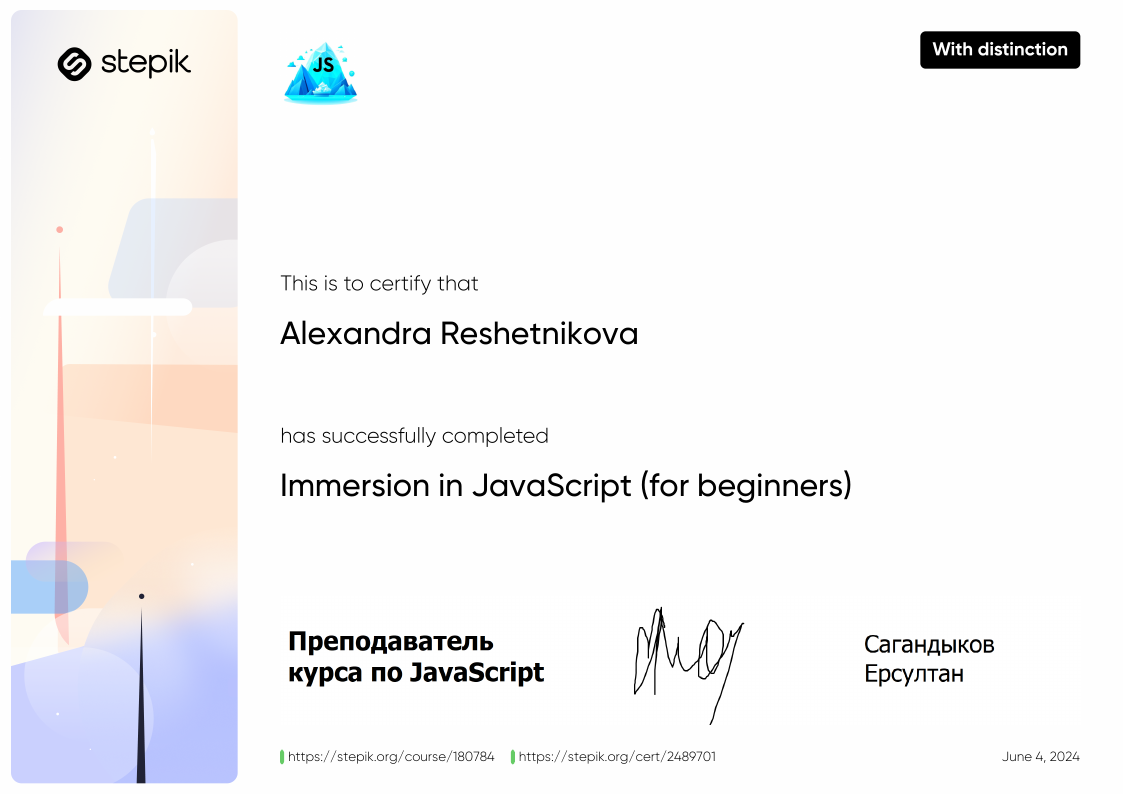 stepik
JS
With distinction
This is to certify that
Alexandra Reshetnikova
has successfully completed
Immersion in JavaScript (for beginners)
Преподаватель
курса по JavaScript
Сагандыков
Ерсултан
https://stepik.org/course/180784 https://stepik.org/cert/2489701 June 4, 2024